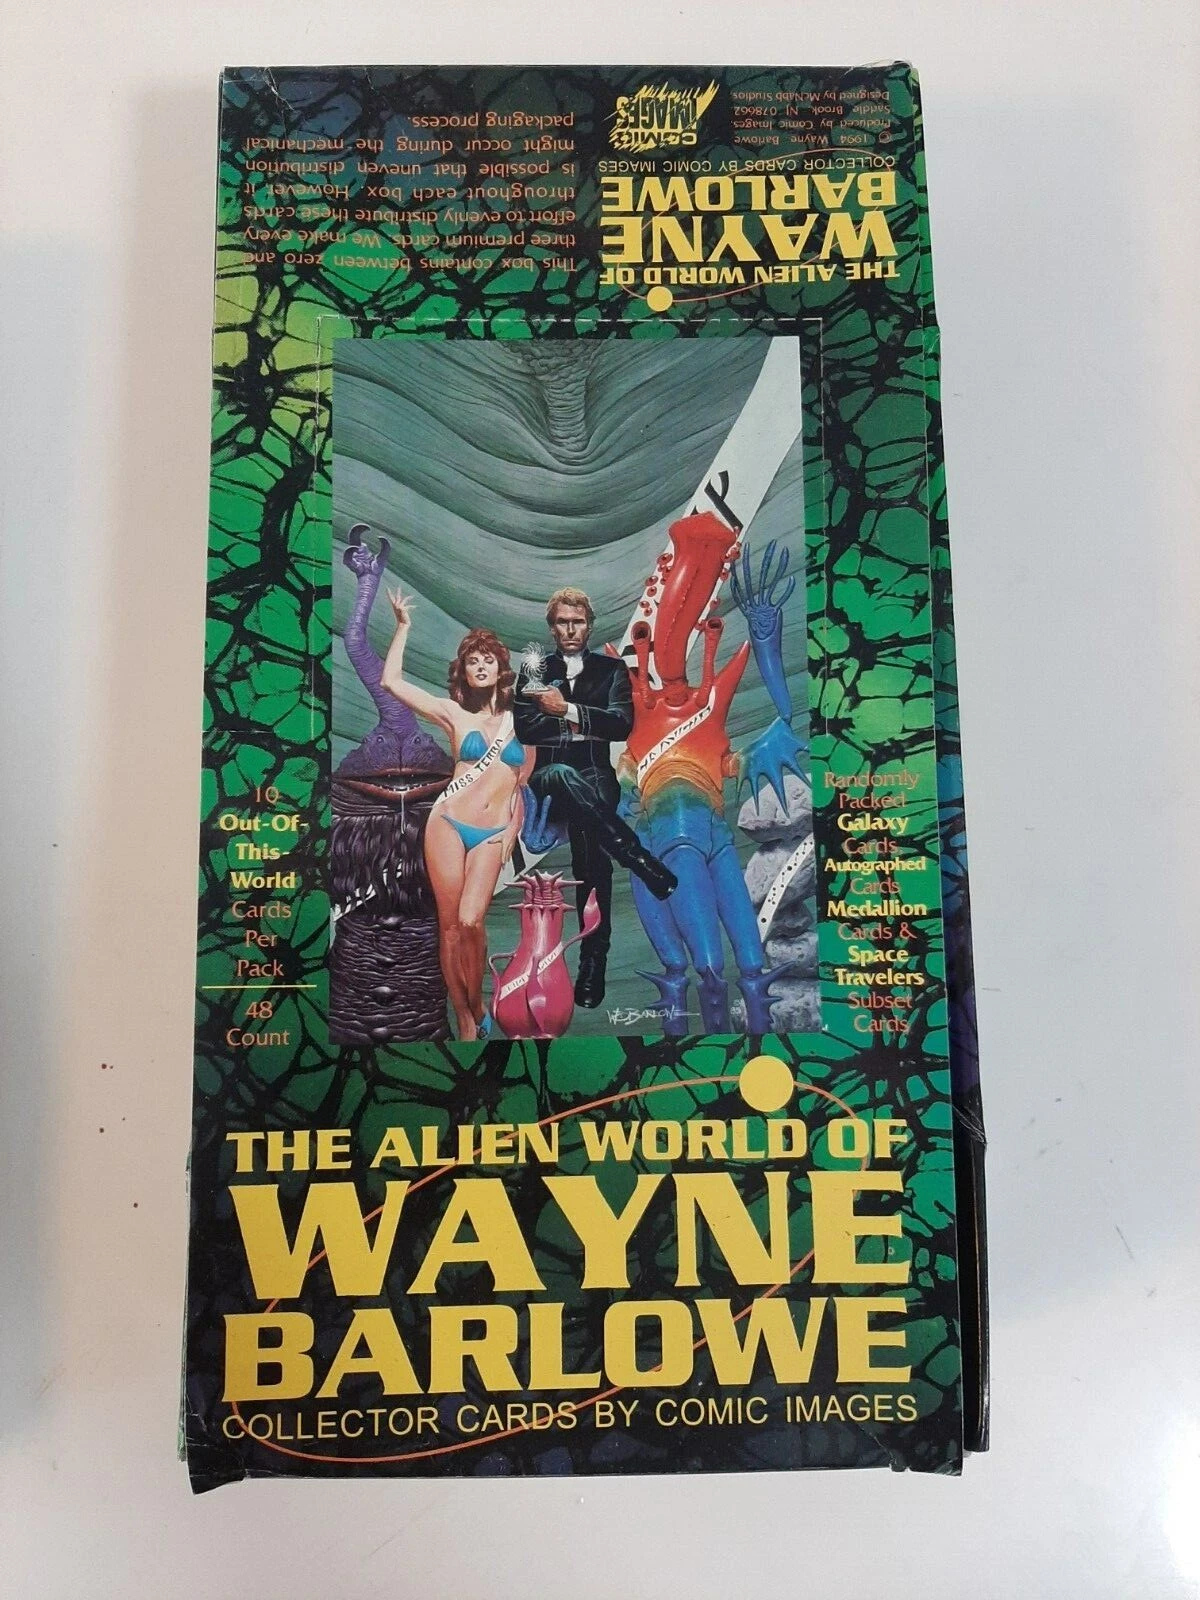 This box contains between zero and
three premium cards. We make every
effort to evenly distribute these cards
throughout each box. However, it
is possible that uneven distribution
might occur during the mechanical
packaging process.
THE ALIEN WORLD OF
WAYNE
BARLOWE
COLLECTOR CARDS BY COMIC IMAGES
© 1994 Wayne Barlowe
Produced by Comic Images.
Saddle Brook, NJ 078662
Designed by McNabb Studios
COMIC
IMAGES
MISS TERRA
WD BARLOWE
10
Out-Of-
This-
World
Cards
Per
Pack
48
Count
Randomly
Packed
Galaxy
Cards,
Autographed
Cards
Medallion
Cards &
Space
Travelers
Subset
Cards
THE ALIEN WORLD OF
WAYNE
BARLOWE
COLLECTOR CARDS BY COMIC IMAGES